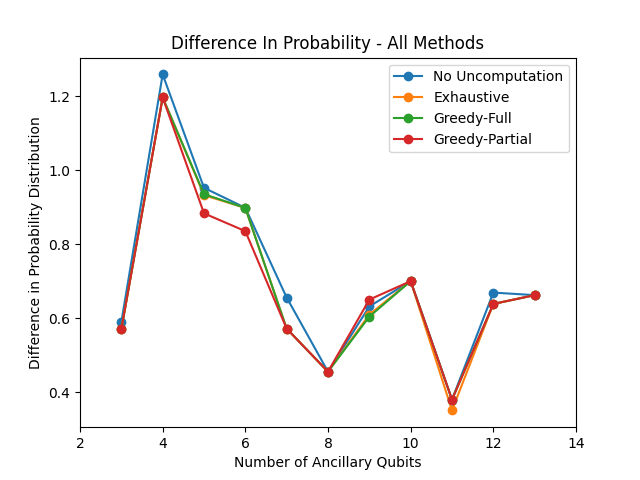 Difference In Probability - All Methods
No Uncomputation
Exhaustive
Greedy-Full
Greedy-Partial
Difference in Probability Distribution
1.2
1.0
0.8
0.6
0.4
2 4 6 8 10 12 14
Number of Ancillary Qubits